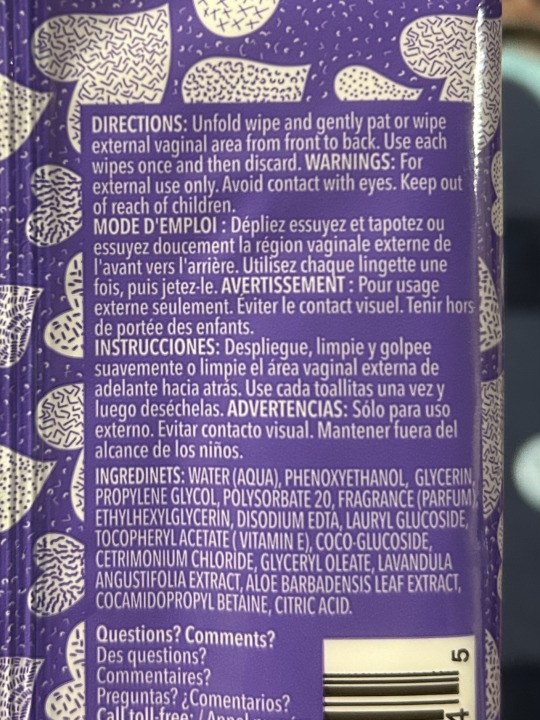 DIRECTIONS: Unfold wipe and gently pat or wipe
external vaginal area from front to back. Use each
wipes once and then discard. WARNINGS: For
external use only. Avoid contact with eyes. Keep out
of reach of children.
MODE D'EMPLOI : Dépliez essuyez et tapotez ou
essuyez doucement la région vaginale externe de
l'avant vers l'arrière. Utilisez chaque lingette une
fois, puis jetez-le. AVERTISSEMENT : Pour usage
externe seulement. Éviter le contact visuel. Tenir hors
de portée des enfants.
INSTRUCCIONES: Despliegue, limpie y golpee
suavemente o limpie el área vaginal externa de
adelante hacia atrás. Use cada toallitas una vez y
luego deséchelas. ADVERTENCIAS: Sólo para uso
externo. Evitar contacto visual. Mantener fuera del
alcance de los niños.
INGREDINETS: WATER (AQUA), PHENOXYETHANOL, GLYCERIN,
PROPYLENE GLYCOL, POLYSORBATE 20, FRAGRANCE (PARFUM)
ETHYLHEXYLGLYCERIN, DISODIUM EDTA, LAURYL GLUCOSIDE,
TOCOPHERYL ACETATE ( VITAMIN E), COCO-GLUCOSIDE,
CETRIMONIUM CHLORIDE, GLYCERYL OLEATE, LAVANDULA
ANGUSTIFOLIA EXTRACT, ALOE BARBADENSIS LEAF EXTRACT,
COCAMIDOPROPYL BETAINE, CITRIC ACID.
Questions? Comments?
Des questions?
Commentaires?
Preguntas? ¿Comentarios?
Call toll-free: /
5
4